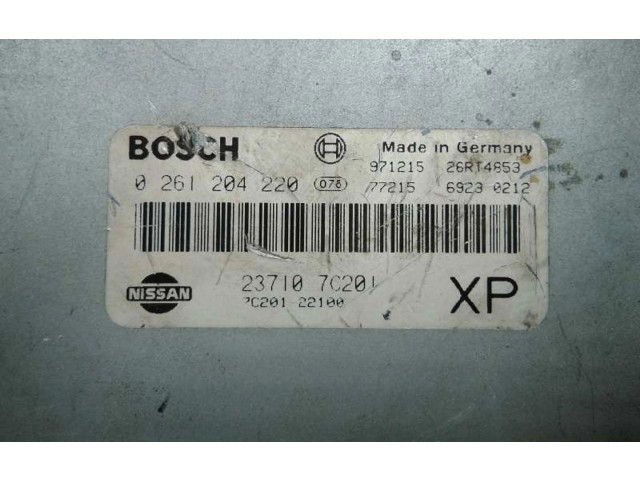 BOSCH Made in Germany
971215 26RT4653
0 261 204 220 078 77215 6923 0212
NISSAN
23710 7C201
7C201-22100
XP